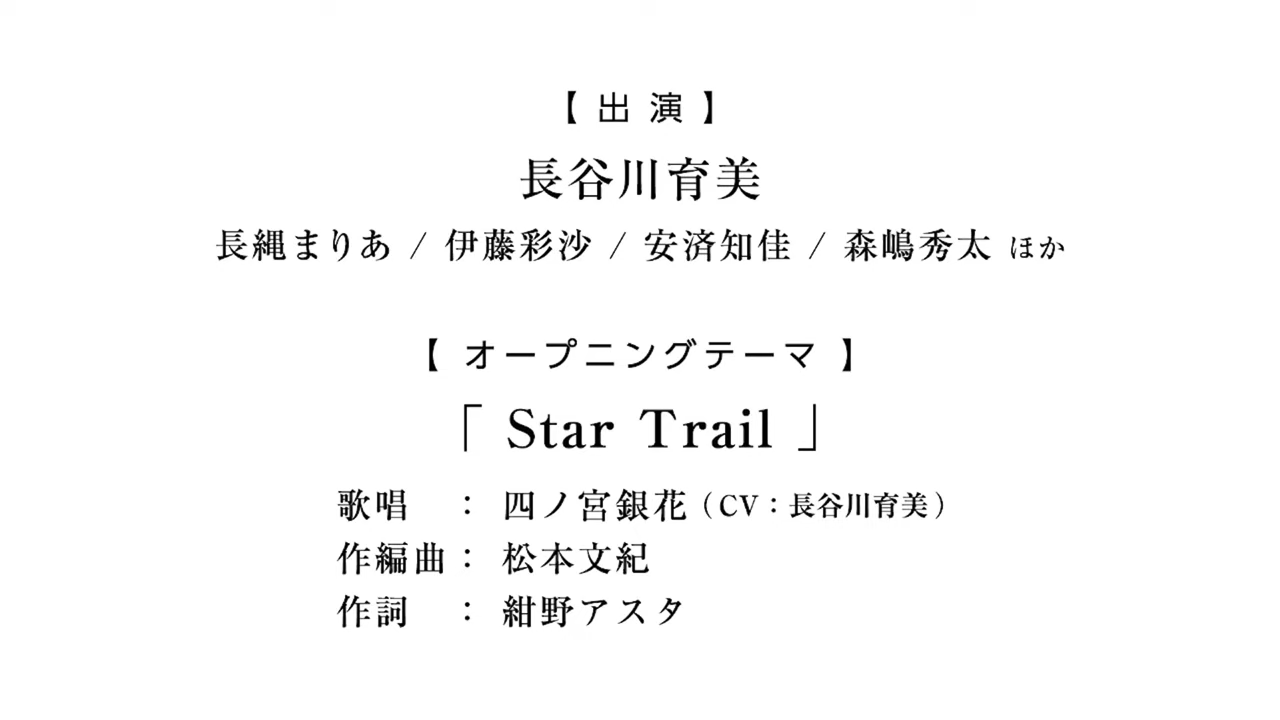 【 出 演 】
長谷川育美
長縄まりあ / 伊藤彩沙 / 安済知佳 / 森嶋秀太 ほか
【 オープニングテーマ 】
「 Star Trail 」
歌唱 ： 四ノ宮銀花（CV：長谷川育美）
作編曲： 松本文紀
作詞 ： 紺野アスタ